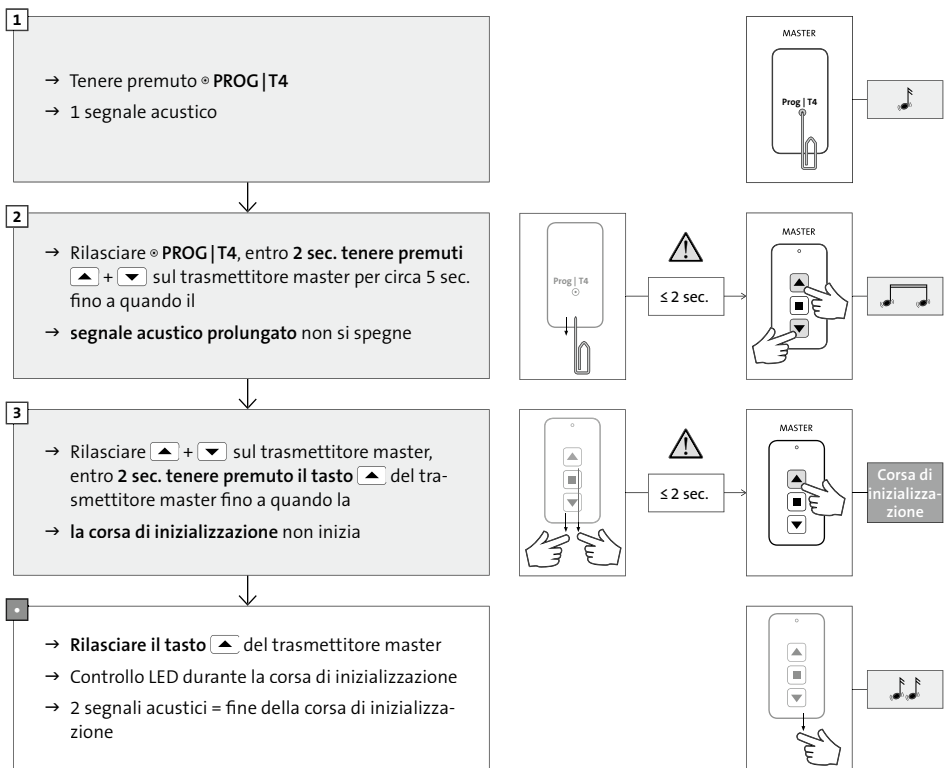 1
→ Tenere premuto ⊙ PROG|T4
→ 1 segnale acustico
MASTER
Prog | T4
2
→ Rilasciare ⊙ PROG|T4, entro 2 sec. tenere premuti
▲ + ▼ sul trasmettitore master per circa 5 sec.
fino a quando il
→ segnale acustico prolungato non si spegne
Prog | T4
≤ 2 sec.
MASTER
3
→ Rilasciare ▲ + ▼ sul trasmettitore master,
entro 2 sec. tenere premuto il tasto ▲ del tra-
smettitore master fino a quando la
→ la corsa di inizializzazione non inizia
≤ 2 sec.
MASTER
Corsa di
inizializza-
zione
→ Rilasciare il tasto ▲ del trasmettitore master
→ Controllo LED durante la corsa di inizializzazione
→ 2 segnali acustici = fine della corsa di inizializza-
zione